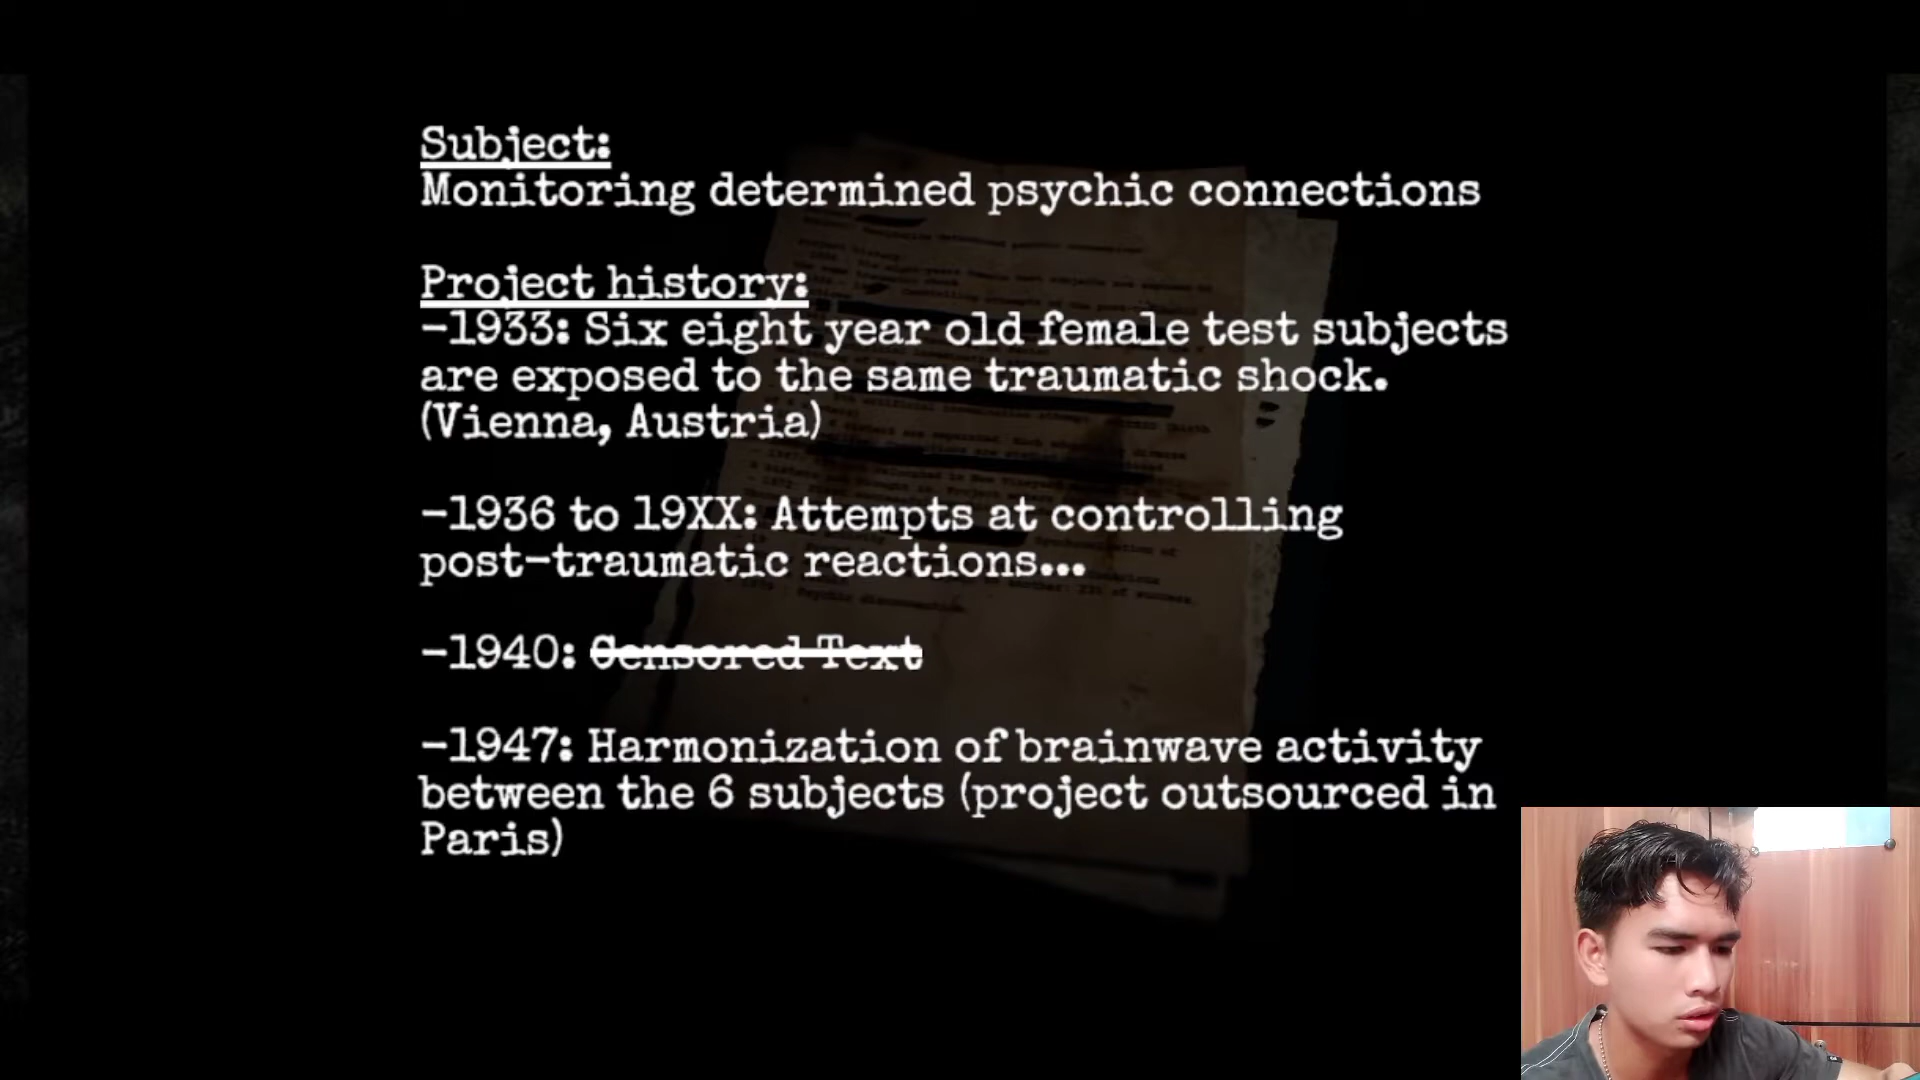 Subject:
Monitoring determined psychic connections
Project history:
-1933: Six eight year old female test subjects
are exposed to the same traumatic shock.
(Vienna, Austria)
-1936 to 19XX: Attempts at controlling
post-traumatic reactions...
-1940: Censored Text
-1947: Harmonization of brainwave activity
between the 6 subjects (project outsourced in
Paris)